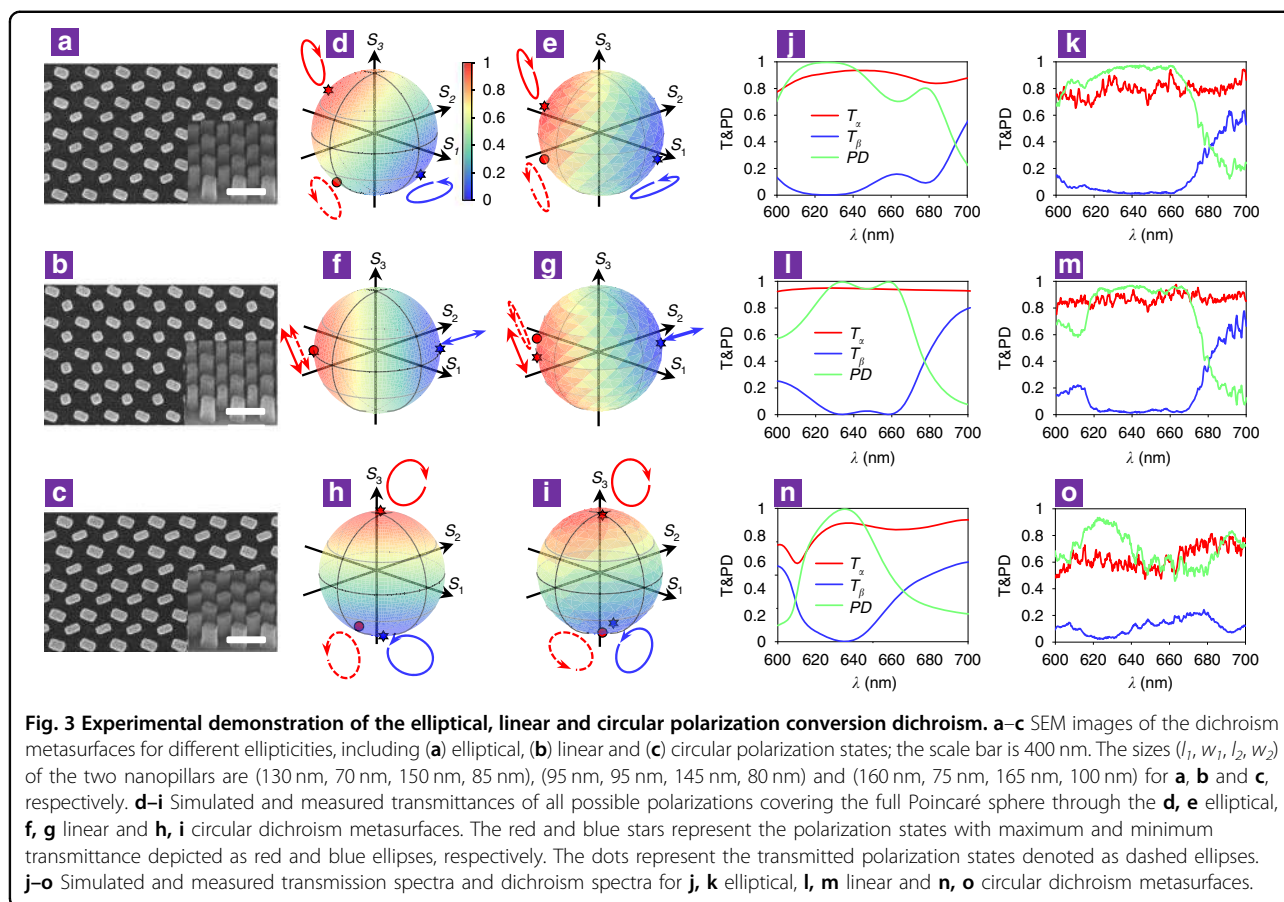 a
d
S3
1
0.8
0.6
0.4
0.2
0
S2
S1
e
S3
S2
S1
j
1
0.8
0.6
0.4
0.2
0
T&PD
Tα
Tβ
PD
600 620 640 660 680 700
λ (nm)
k
1
0.8
0.6
0.4
0.2
0
T&PD
600 620 640 660 680 700
λ (nm)
b
f
S3
S2
S1
g
S3
S2
S1
l
1
0.8
0.6
0.4
0.2
0
T&PD
Tα
Tβ
PD
600 620 640 660 680 700
λ (nm)
m
1
0.8
0.6
0.4
0.2
0
T&PD
600 620 640 660 680 700
λ (nm)
c
h
S3
S2
S1
i
S3
S2
S1
n
1
0.8
0.6
0.4
0.2
0
T&PD
Tα
Tβ
PD
600 620 640 660 680 700
λ (nm)
o
1
0.8
0.6
0.4
0.2
0
T&PD
600 620 640 660 680 700
λ (nm)
Fig. 3 Experimental demonstration of the elliptical, linear and circular polarization conversion dichroism. a–c SEM images of the dichroism
metasurfaces for different ellipticities, including (a) elliptical, (b) linear and (c) circular polarization states; the scale bar is 400 nm. The sizes (l1, w1, l2, w2)
of the two nanopillars are (130 nm, 70 nm, 150 nm, 85 nm), (95 nm, 95 nm, 145 nm, 80 nm) and (160 nm, 75 nm, 165 nm, 100 nm) for a, b and c,
respectively. d–i Simulated and measured transmittances of all possible polarizations covering the full Poincaré sphere through the d, e elliptical,
f, g linear and h, i circular dichroism metasurfaces. The red and blue stars represent the polarization states with maximum and minimum
transmittance depicted as red and blue ellipses, respectively. The dots represent the transmitted polarization states denoted as dashed ellipses.
j–o Simulated and measured transmission spectra and dichroism spectra for j, k elliptical, l, m linear and n, o circular dichroism metasurfaces.